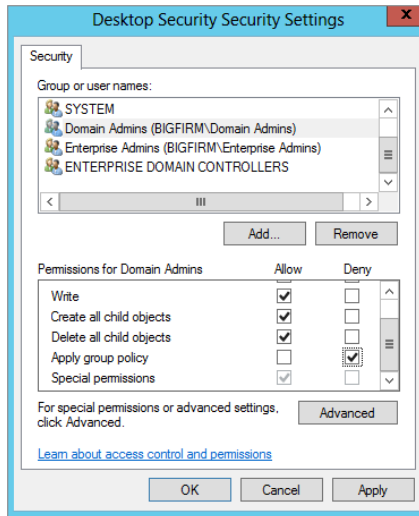 Desktop Security Security Settings
x
Security
Group or user names:
SYSTEM
Domain Admins (BIGFIRM\Domain Admins)
Enterprise Admins (BIGFIRM\Enterprise Admins)
ENTERPRISE DOMAIN CONTROLLERS
Add... Remove
Permissions for Domain Admins Allow Deny
Write
Create all child objects
Delete all child objects
Apply group policy
Special permissions
For special permissions or advanced settings,
click Advanced.
Advanced
Learn about access control and permissions
OK Cancel Apply